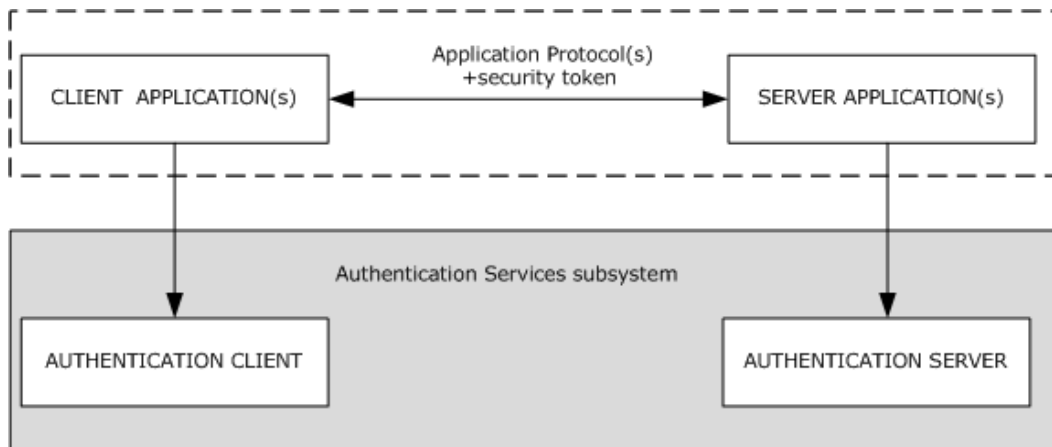 Application Protocol(s)
+security token
CLIENT APPLICATION(s)
SERVER APPLICATION(s)
Authentication Services subsystem
AUTHENTICATION CLIENT
AUTHENTICATION SERVER